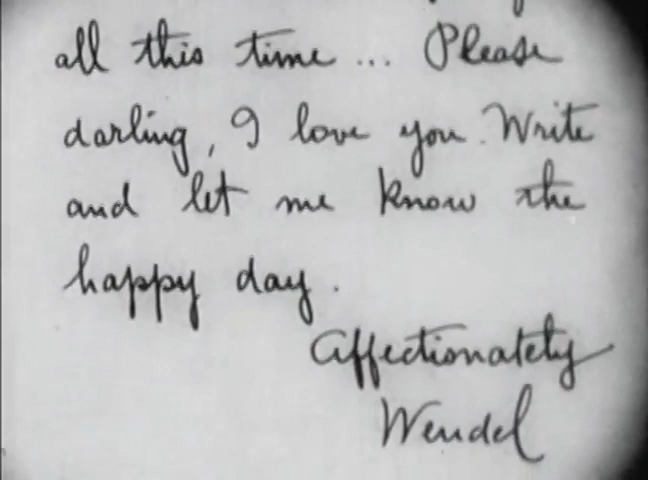 all this time ... Please
darling, I love you. Write
and let me know the
happy day.
Affectionately
Wendel